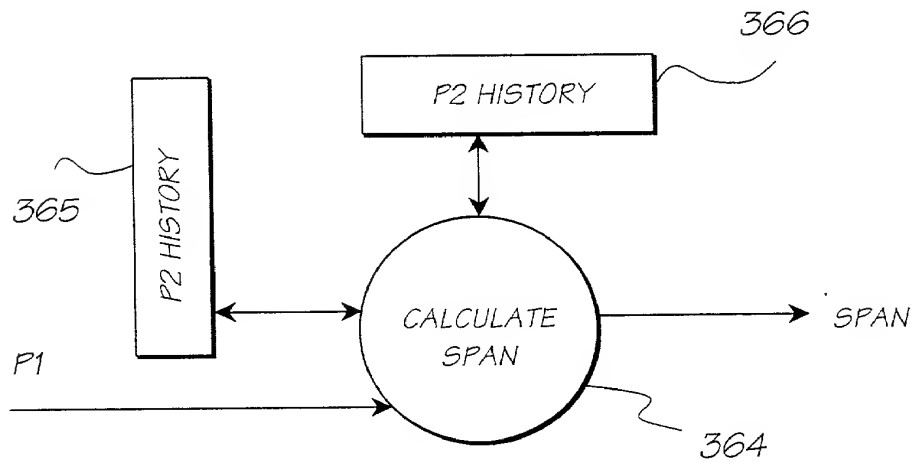 366
P2 HISTORY
P2 HISTORY
365
CALCULATE
SPAN
SPAN
P1
364